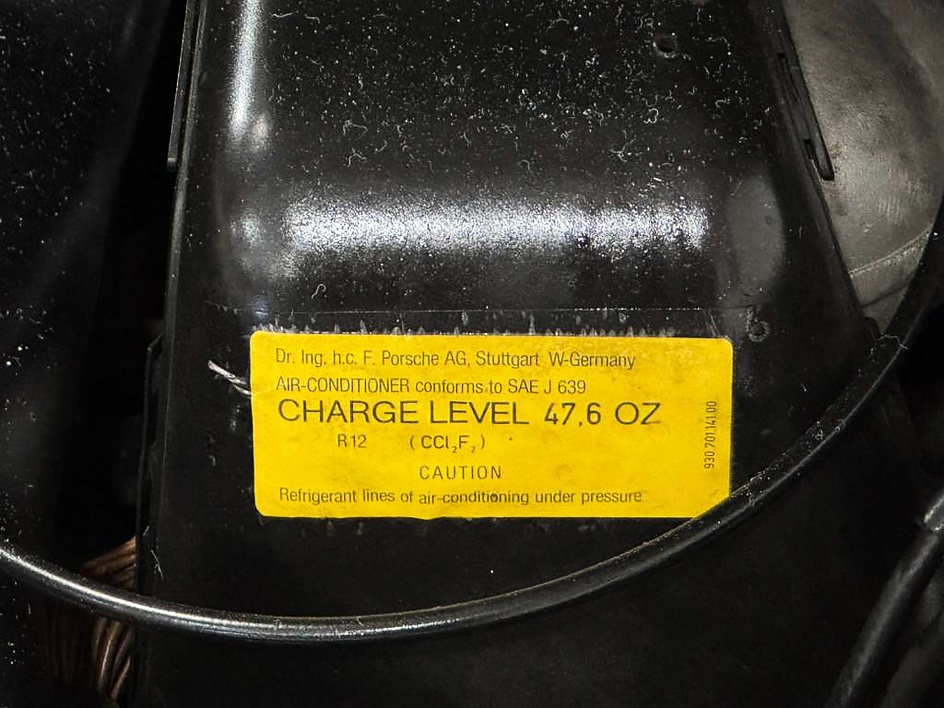 Dr. Ing. h.c. F. Porsche AG, Stuttgart W-Germany
AIR-CONDITIONER conforms to SAE J 639
CHARGE LEVEL 47,6 OZ
R12 (CCl₂F₂)
CAUTION
Refrigerant lines of air-conditioning under pressure
930.701.141.00